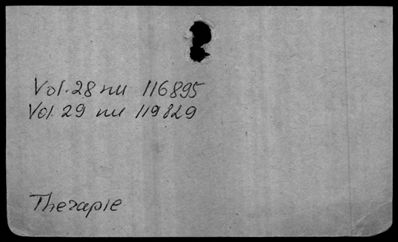 Vol. 28 nu 116895
Vol. 29 nu 119829
Therapie